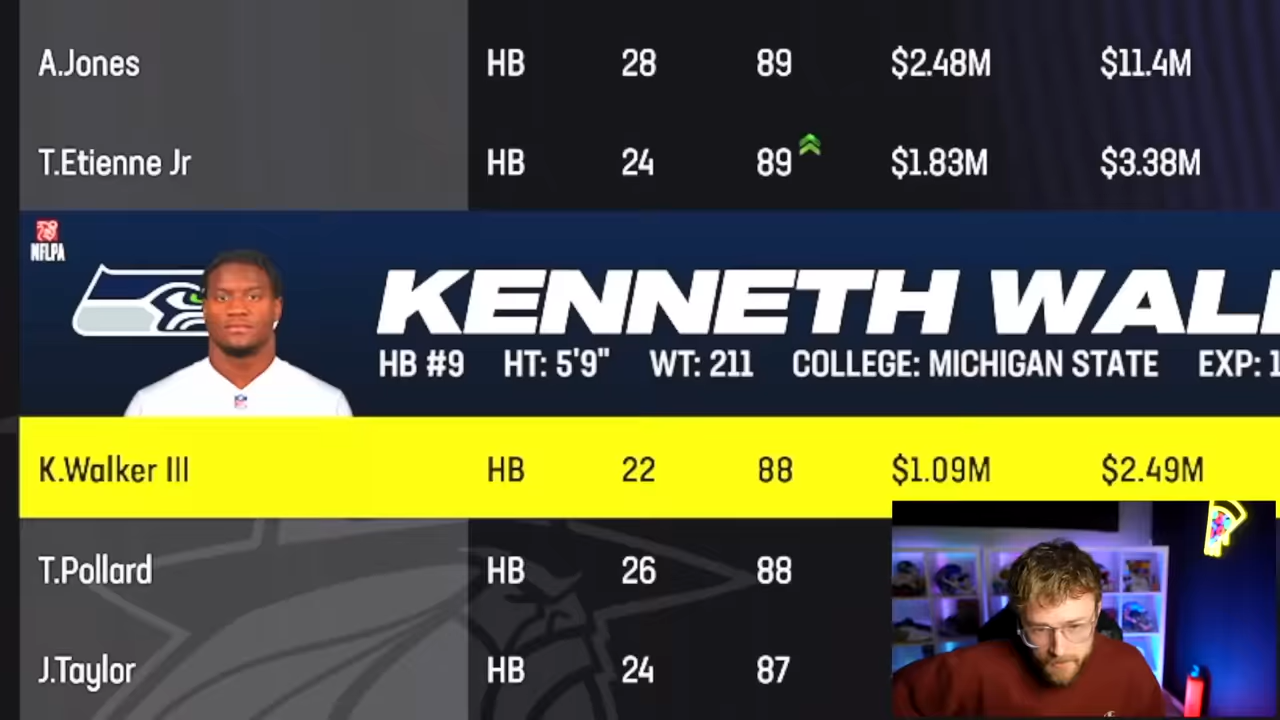 A.Jones HB 28 89 $2.48M $11.4M
T.Etienne Jr HB 24 89 $1.83M $3.38M
NFLPA
KENNETH WAL
HB #9 HT: 5'9" WT: 211 COLLEGE: MICHIGAN STATE EXP: 1
K.Walker III HB 22 88 $1.09M $2.49M
T.Pollard HB 26 88
J.Taylor HB 24 87